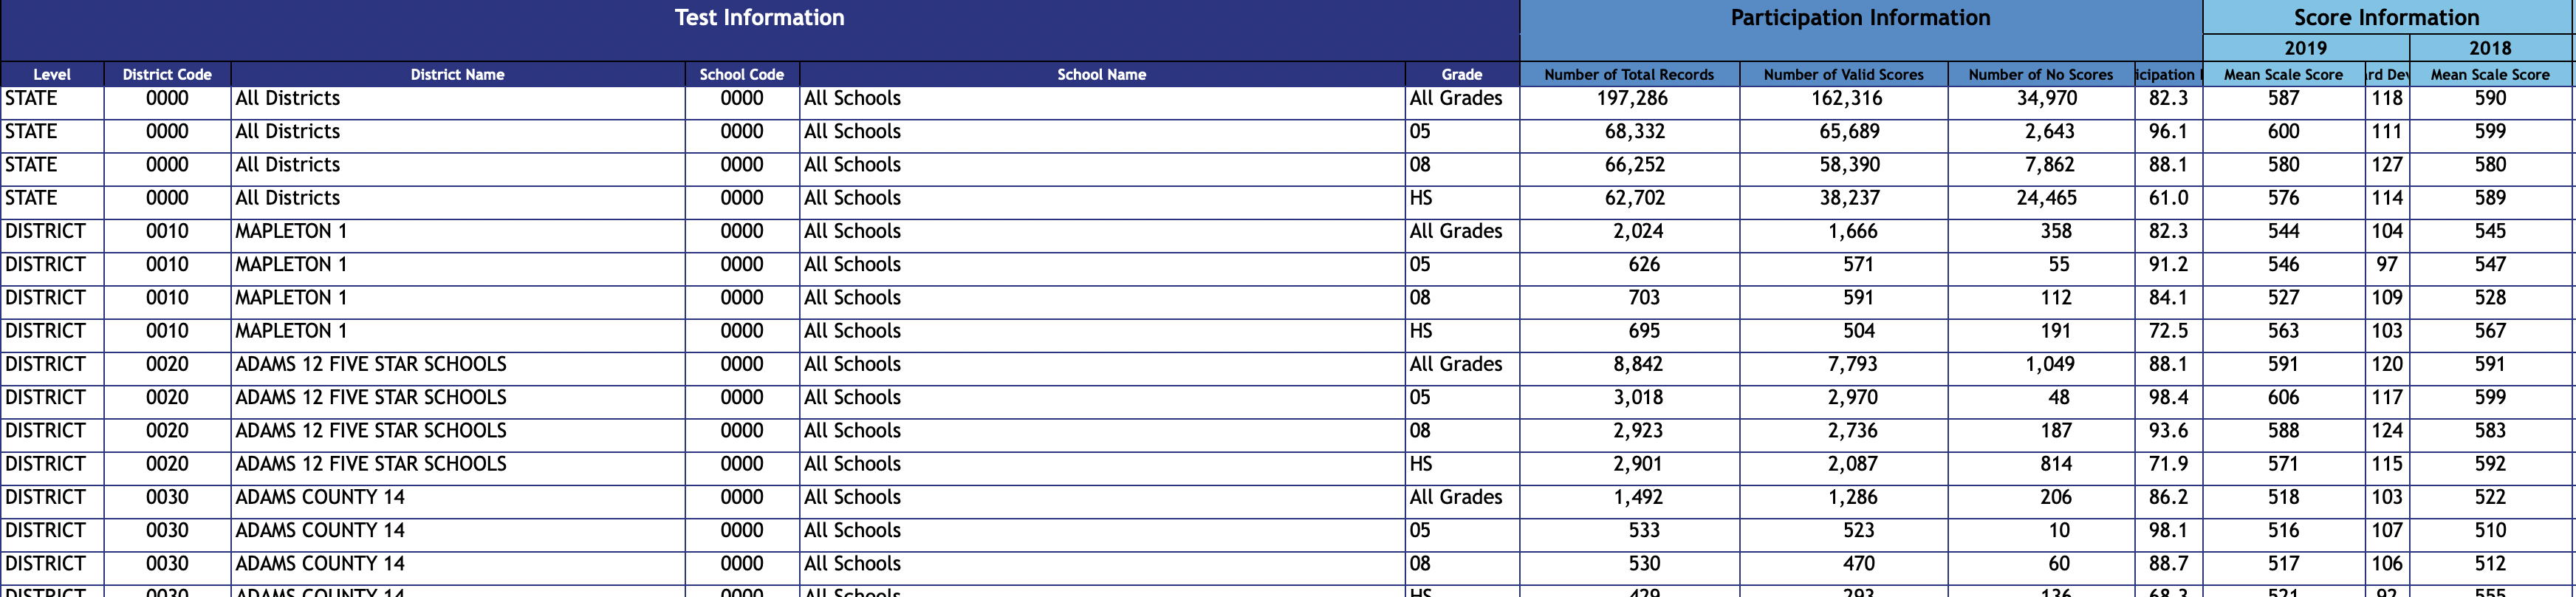 Test Information Participation Information Score Information
2019 2018
Level District Code District Name School Code School Name Grade Number of Total Records Number of Valid Scores Number of No Scores Mean Scale Score Mean Scale Score
STATE 0000 All Districts 0000 All Schools All Grades 197,286 162,316 34,970 82.3 587 118 590
STATE 0000 All Districts 0000 All Schools 05 68,332 65,689 2,643 96.1 600 111 599
STATE 0000 All Districts 0000 All Schools 08 66,252 58,390 7,862 88.1 580 127 580
STATE 0000 All Districts 0000 All Schools HS 62,702 38,237 24,465 61.0 576 114 589
DISTRICT 0010 MAPLETON 1 0000 All Schools All Grades 2,024 1,666 358 82.3 544 104 545
DISTRICT 0010 MAPLETON 1 0000 All Schools 05 626 571 55 91.2 546 97 547
DISTRICT 0010 MAPLETON 1 0000 All Schools 08 703 591 112 84.1 527 109 528
DISTRICT 0010 MAPLETON 1 0000 All Schools HS 695 504 191 72.5 563 103 567
DISTRICT 0020 ADAMS 12 FIVE STAR SCHOOLS 0000 All Schools All Grades 8,842 7,793 1,049 88.1 591 120 591
DISTRICT 0020 ADAMS 12 FIVE STAR SCHOOLS 0000 All Schools 05 3,018 2,970 48 98.4 606 117 599
DISTRICT 0020 ADAMS 12 FIVE STAR SCHOOLS 0000 All Schools 08 2,923 2,736 187 93.6 588 124 583
DISTRICT 0020 ADAMS 12 FIVE STAR SCHOOLS 0000 All Schools HS 2,901 2,087 814 71.9 571 115 592
DISTRICT 0030 ADAMS COUNTY 14 0000 All Schools All Grades 1,492 1,286 206 86.2 518 103 522
DISTRICT 0030 ADAMS COUNTY 14 0000 All Schools 05 533 523 10 98.1 516 107 510
DISTRICT 0030 ADAMS COUNTY 14 0000 All Schools 08 530 470 60 88.7 517 106 512
DISTRICT 0030 ADAMS COUNTY 14 0000 All Schools HS